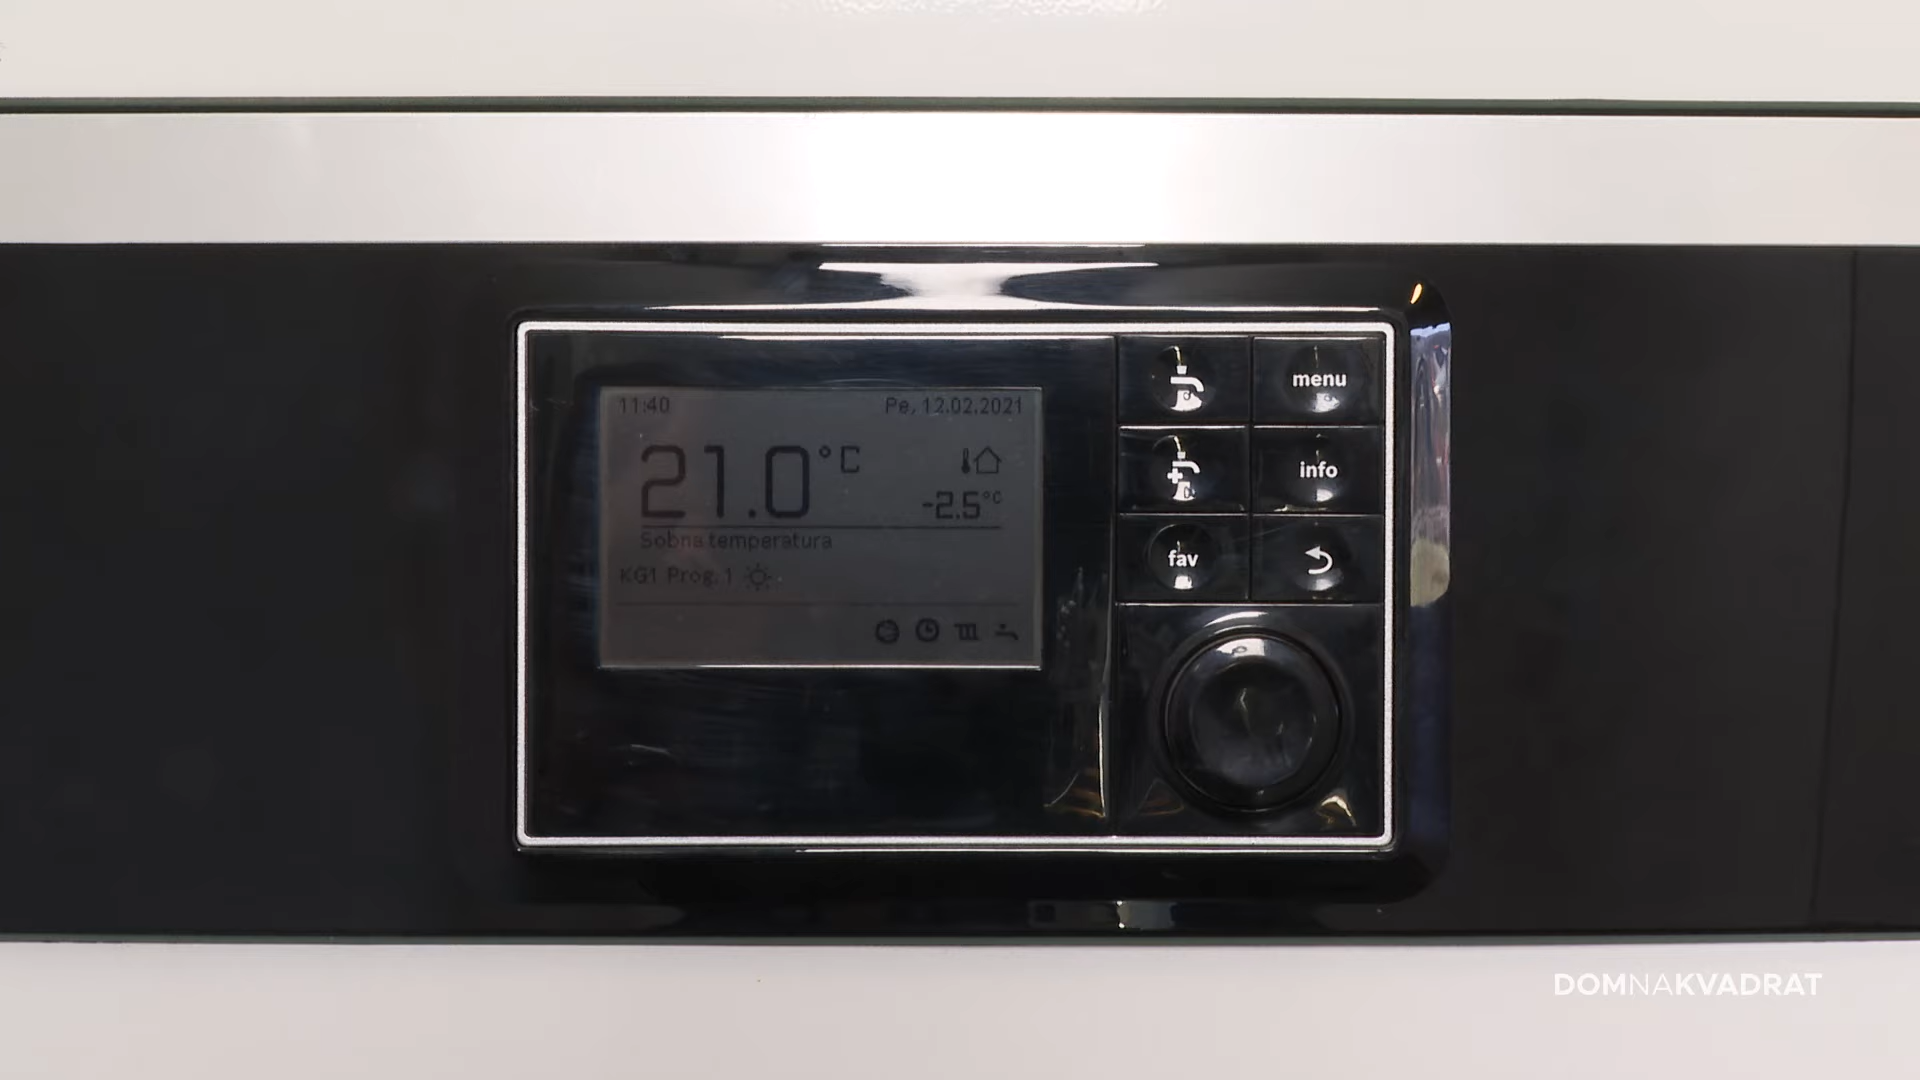 11:40 Pe, 12.02.2021
21.0°C
-2.5°C
Sobna temperatura
KG1 Prog. 1
menu
info
fav
DOMNAKVADRAT